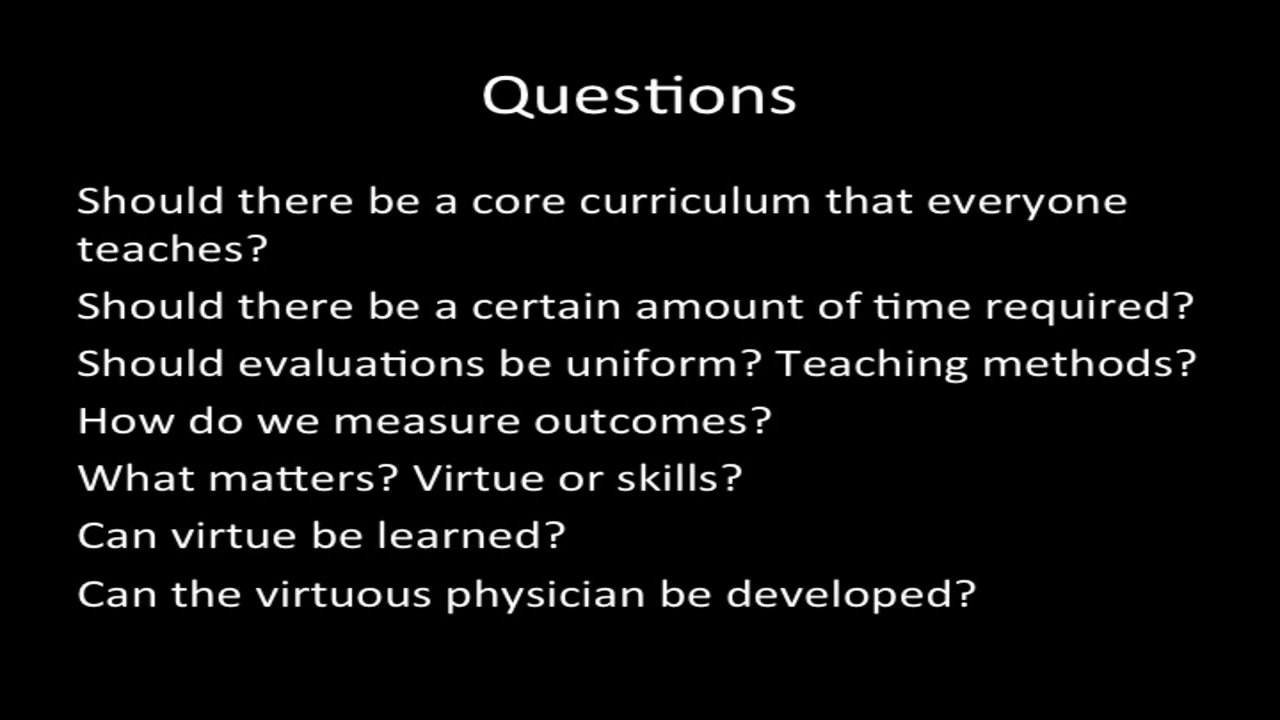 Questions
Should there be a core curriculum that everyone
teaches?
Should there be a certain amount of time required?
Should evaluations be uniform? Teaching methods?
How do we measure outcomes?
What matters? Virtue or skills?
Can virtue be learned?
Can the virtuous physician be developed?